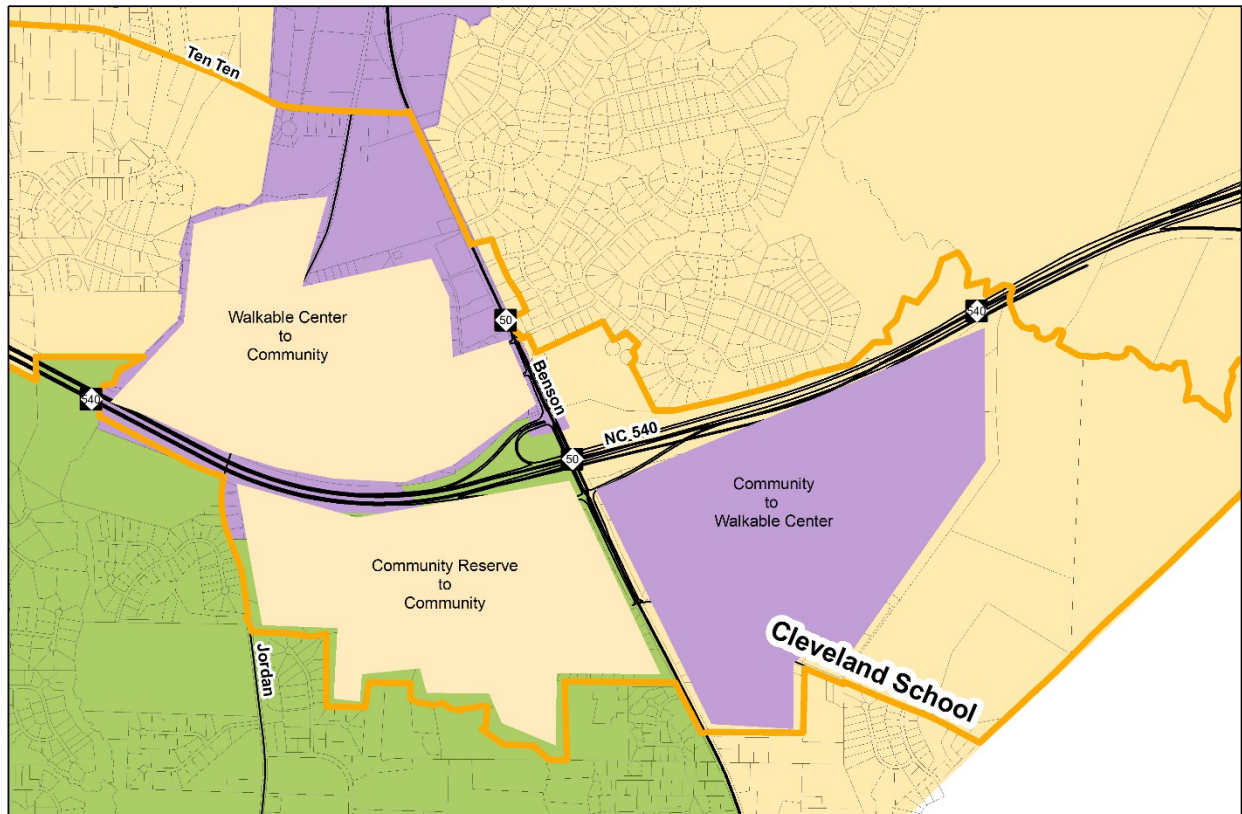 Ten Ten
Walkable Center
to
Community
50
540
540
Benson
NC 540
50
Community
to
Walkable Center
Community Reserve
to
Community
Cleveland School
Jordan